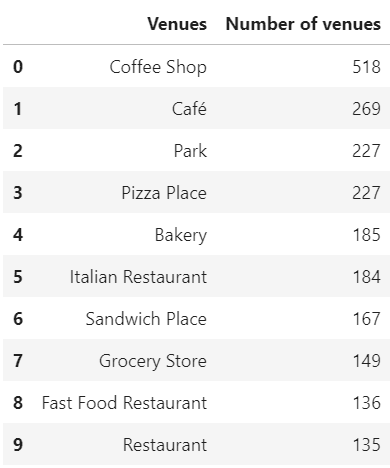 Venues Number of venues
0 Coffee Shop 518
1 Café 269
2 Park 227
3 Pizza Place 227
4 Bakery 185
5 Italian Restaurant 184
6 Sandwich Place 167
7 Grocery Store 149
8 Fast Food Restaurant 136
9 Restaurant 135